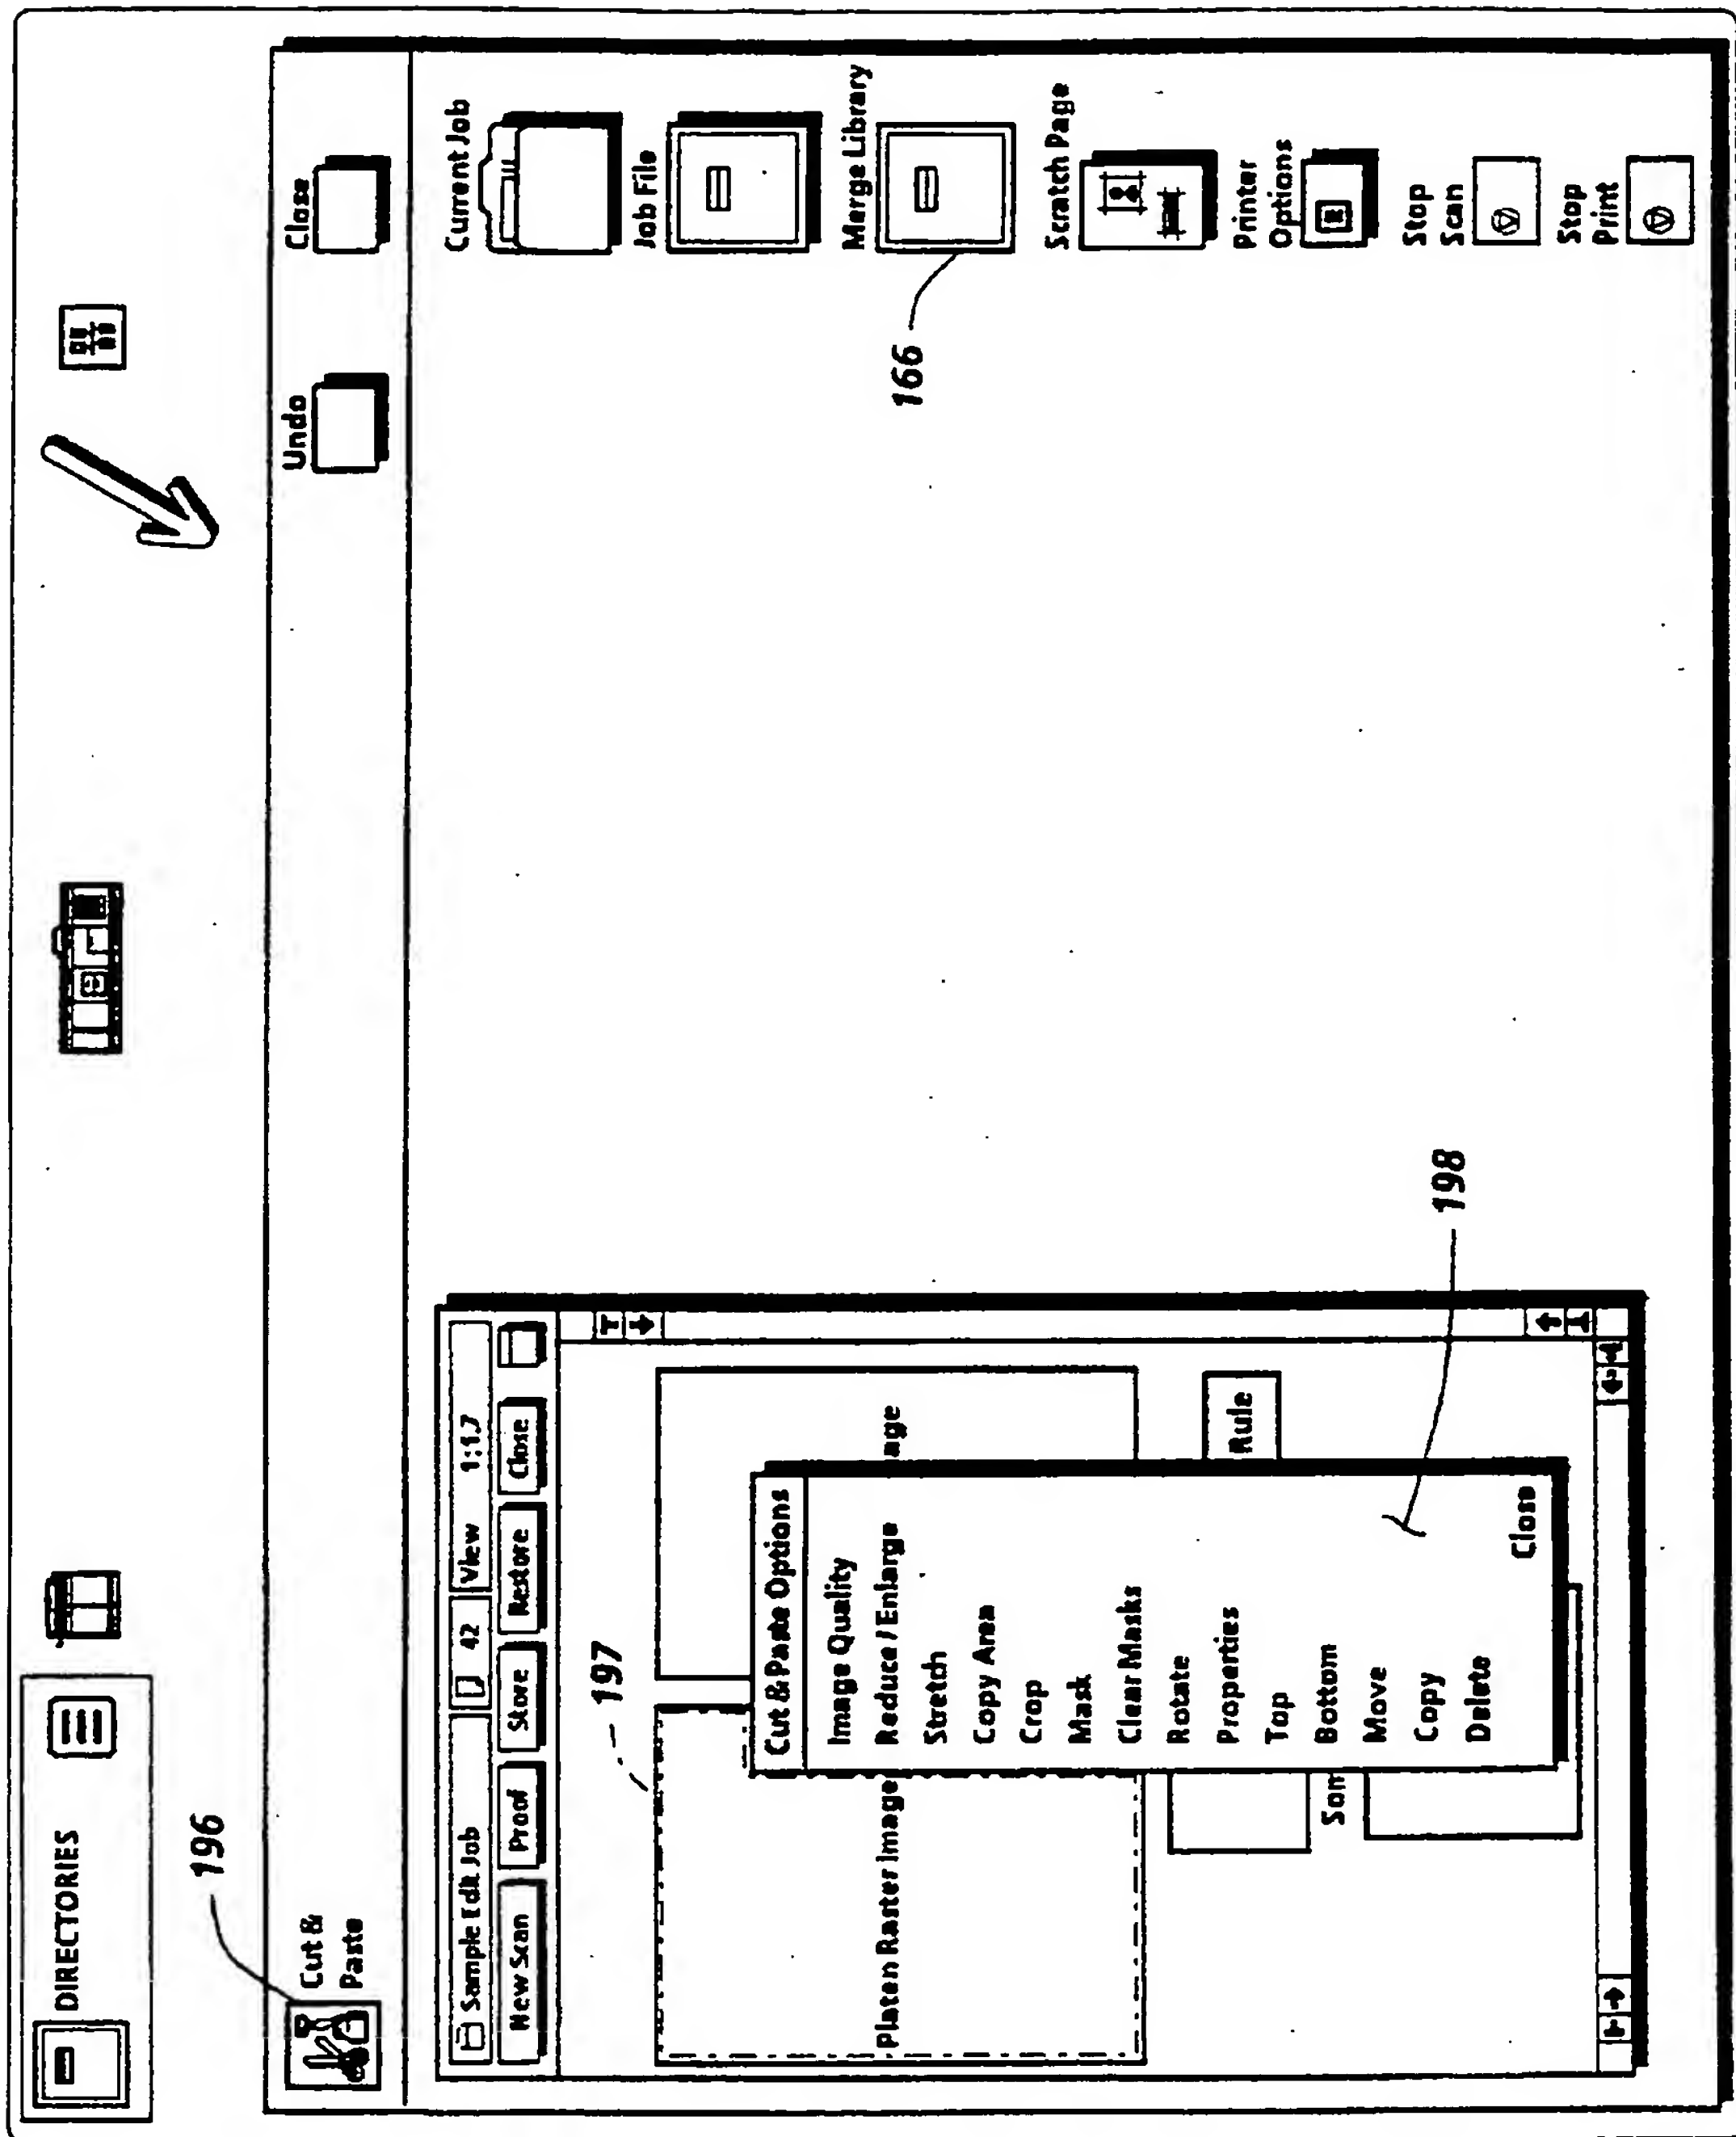 DIRECTORIES
196
Cut &
Paste
Undo
Close
Sample Edit Job
42
View 1:1.7
New Scan
Proof
Store
Restore
Close
197
Platen Raster Image
age
Rule
Son
Cut & Paste Options
Image Quality
Reduce / Enlarge
Stretch
Copy Area
Crop
Mask
Clear Masks
Rotate
Properties
Top
Bottom
Move
Copy
Delete
Close
198
Current Job
Job File
Merge Library
166
Scratch Page
Printer
Options
Stop
Scan
Stop
Print